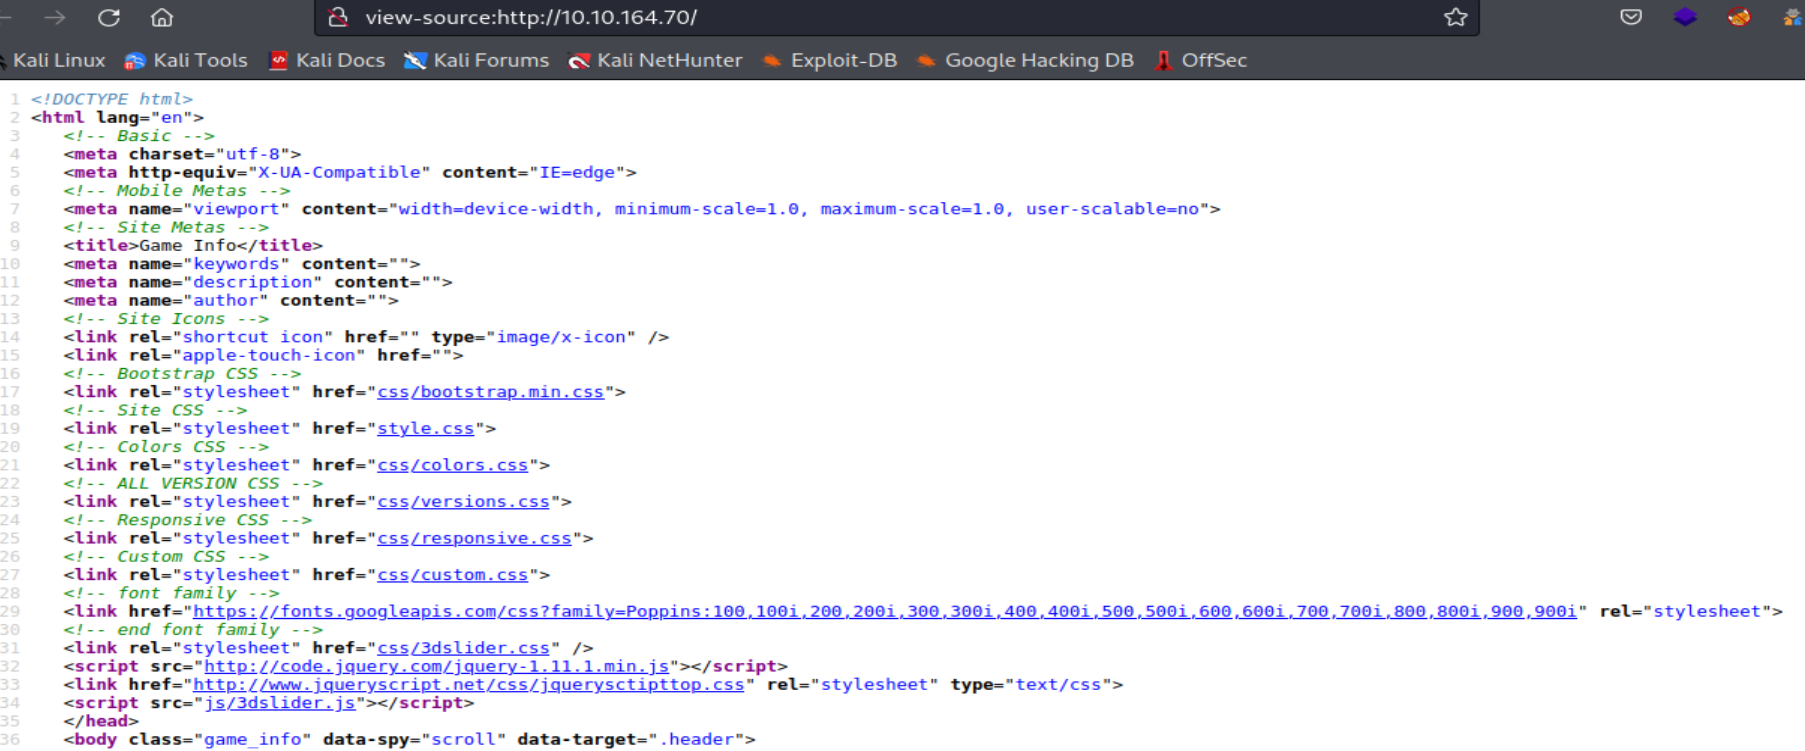 view-source:http://10.10.164.70/
Kali Linux Kali Tools Kali Docs Kali Forums Kali NetHunter Exploit-DB Google Hacking DB OffSec
1 <!DOCTYPE html>
2 <html lang="en">
3 <!-- Basic -->
4 <meta charset="utf-8">
5 <meta http-equiv="X-UA-Compatible" content="IE=edge">
6 <!-- Mobile Metas -->
7 <meta name="viewport" content="width=device-width, minimum-scale=1.0, maximum-scale=1.0, user-scalable=no">
8 <!-- Site Metas -->
9 <title>Game Info</title>
10 <meta name="keywords" content="">
11 <meta name="description" content="">
12 <meta name="author" content="">
13 <!-- Site Icons -->
14 <link rel="shortcut icon" href="" type="image/x-icon" />
15 <link rel="apple-touch-icon" href="">
16 <!-- Bootstrap CSS -->
17 <link rel="stylesheet" href="css/bootstrap.min.css">
18 <!-- Site CSS -->
19 <link rel="stylesheet" href="style.css">
20 <!-- Colors CSS -->
21 <link rel="stylesheet" href="css/colors.css">
22 <!-- ALL VERSION CSS -->
23 <link rel="stylesheet" href="css/versions.css">
24 <!-- Responsive CSS -->
25 <link rel="stylesheet" href="css/responsive.css">
26 <!-- Custom CSS -->
27 <link rel="stylesheet" href="css/custom.css">
28 <!-- font family -->
29 <link href="https://fonts.googleapis.com/css?family=Poppins:100,100i,200,200i,300,300i,400,400i,500,500i,600,600i,700,700i,800,800i,900,900i" rel="stylesheet">
30 <!-- end font family -->
31 <link rel="stylesheet" href="css/3dslider.css" />
32 <script src="http://code.jquery.com/jquery-1.11.1.min.js"></script>
33 <link href="http://www.jqueryscript.net/css/jquerysctipttop.css" rel="stylesheet" type="text/css">
34 <script src="js/3dslider.js"></script>
35 </head>
36 <body class="game_info" data-spy="scroll" data-target=".header">